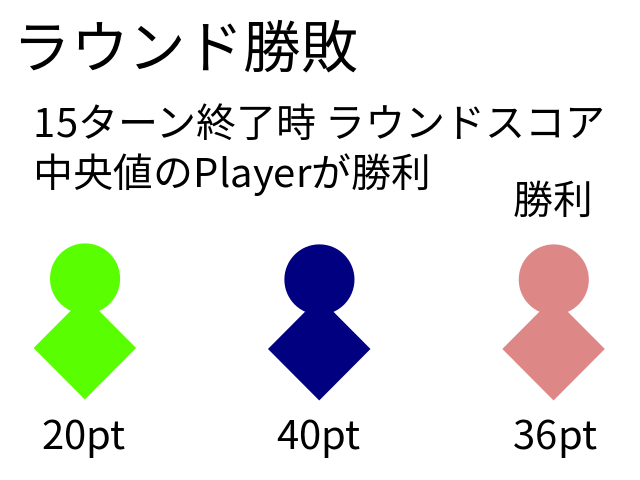 ラウンド勝敗
15ターン終了時 ラウンドスコア
中央値のPlayerが勝利
勝利
20pt
40pt
36pt